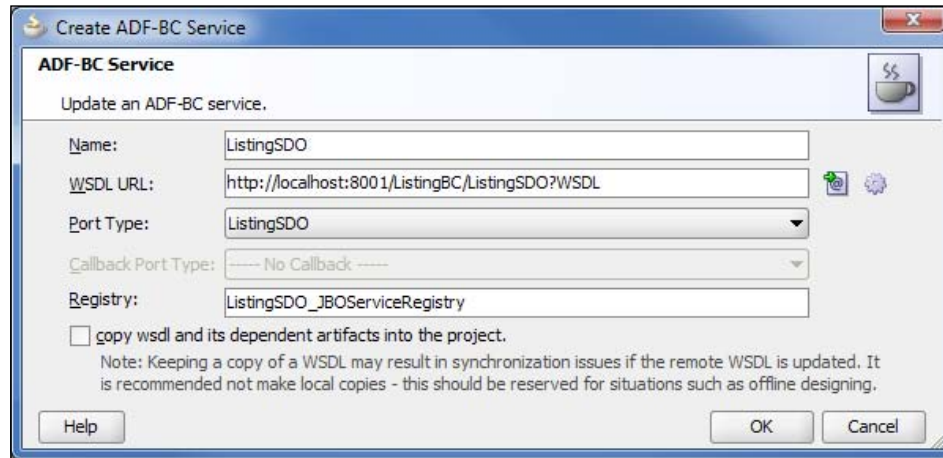 Create ADF-BC Service
ADF-BC Service
Update an ADF-BC service.
Name: ListingSDO
WSDL URL: http://localhost:8001/ListingBC/ListingSDO?WSDL
Port Type: ListingSDO
Callback Port Type: ----- No Callback -----
Registry: ListingSDO_JBOServiceRegistry
copy wsdl and its dependent artifacts into the project.
Note: Keeping a copy of a WSDL may result in synchronization issues if the remote WSDL is updated. It
is recommended not make local copies - this should be reserved for situations such as offline designing.
Help OK Cancel